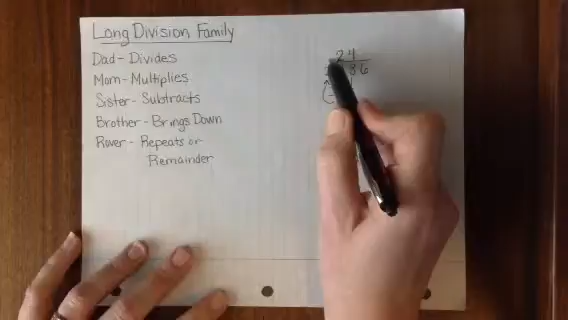 Long Division Family
Dad - Divides
Mom - Multiplies
Sister - Subtracts
Brother - Brings Down
Rover - Repeats or
Remainder
24
86